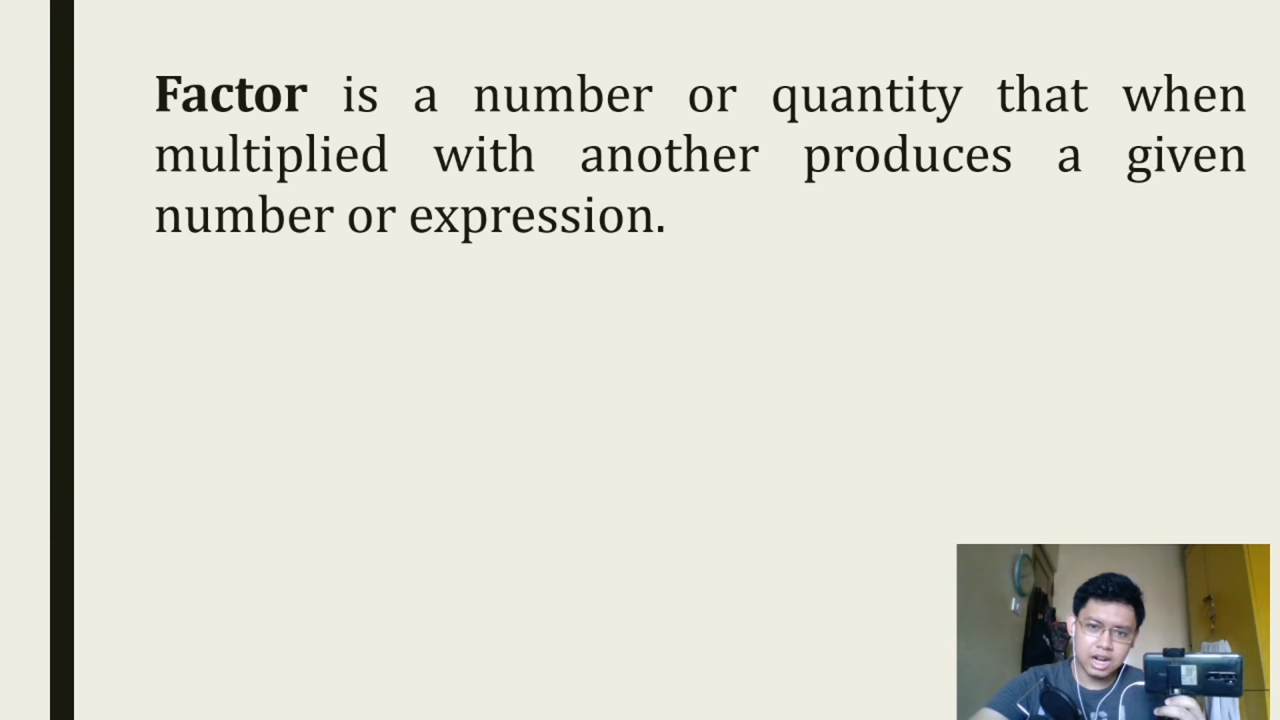 Factor is a number or quantity that when
multiplied with another produces a given
number or expression.